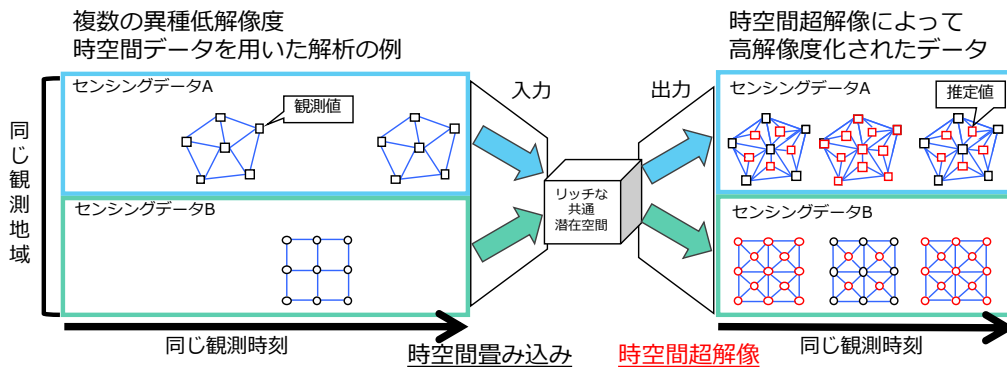 複数の異種低解像度
時空間データを用いた解析の例
時空間超解像によって
高解像度化されたデータ
センシングデータA
観測値
入力
出力
センシングデータA
推定値
同じ観測地域
リッチな
共通
潜在空間
センシングデータB
センシングデータB
同じ観測時刻
時空間畳み込み
時空間超解像
同じ観測時刻